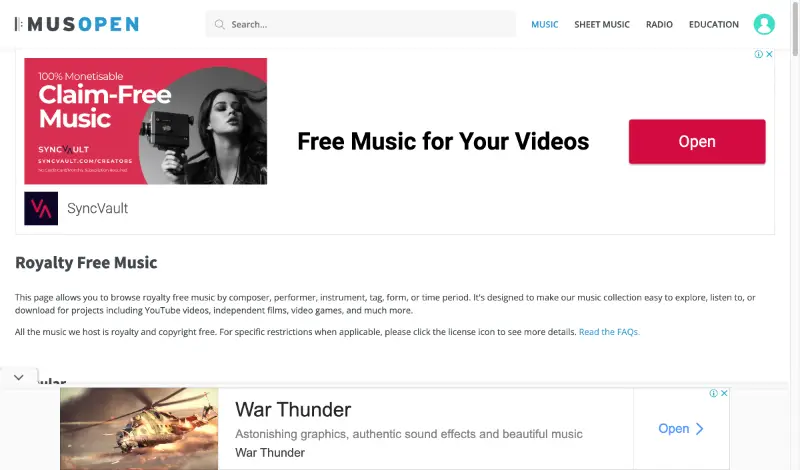 MUSOPEN
Search...
MUSIC
SHEET MUSIC
RADIO
EDUCATION
100% Monetisable
Claim-Free
Music
SYNCVAULT
SYNCVAULT.COM/CREATORS
Free Music for Your Videos
Open
SyncVault
Royalty Free Music
This page allows you to browse royalty free music by composer, performer, instrument, tag, form, or time period. It's designed to make our music collection easy to explore, listen to, or
download for projects including YouTube videos, independent films, video games, and much more.
All the music we host is royalty and copyright free. For specific restrictions when applicable, please click the license icon to see more details. Read the FAQs.
War Thunder
Astonishing graphics, authentic sound effects and beautiful music
War Thunder
Open